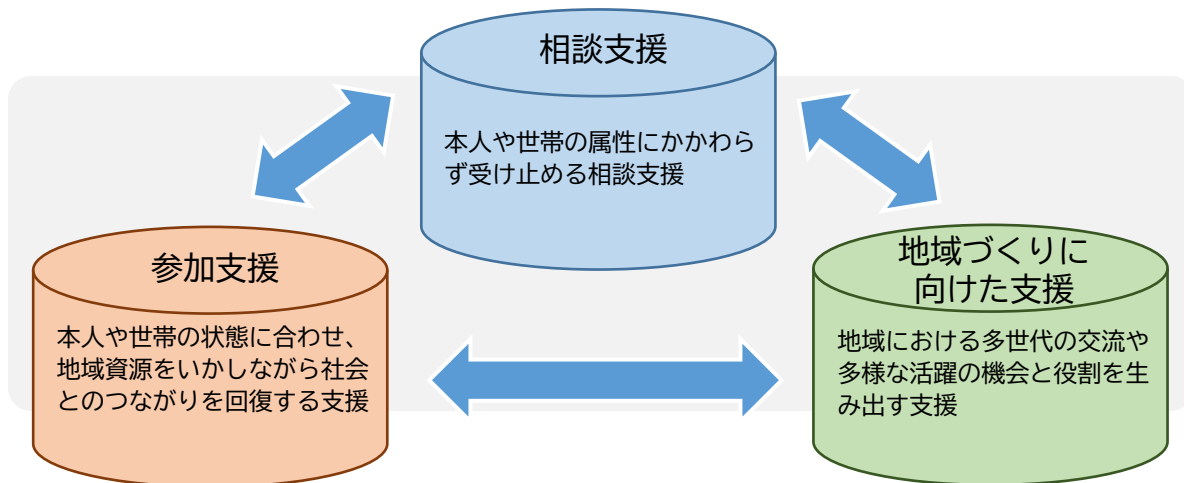 相談支援
本人や世帯の属性にかかわら
ず受け止める相談支援
参加支援
本人や世帯の状態に合わせ、
地域資源をいかしながら社会
とのつながりを回復する支援
地域づくりに
向けた支援
地域における多世代の交流や
多様な活躍の機会と役割を生
み出す支援